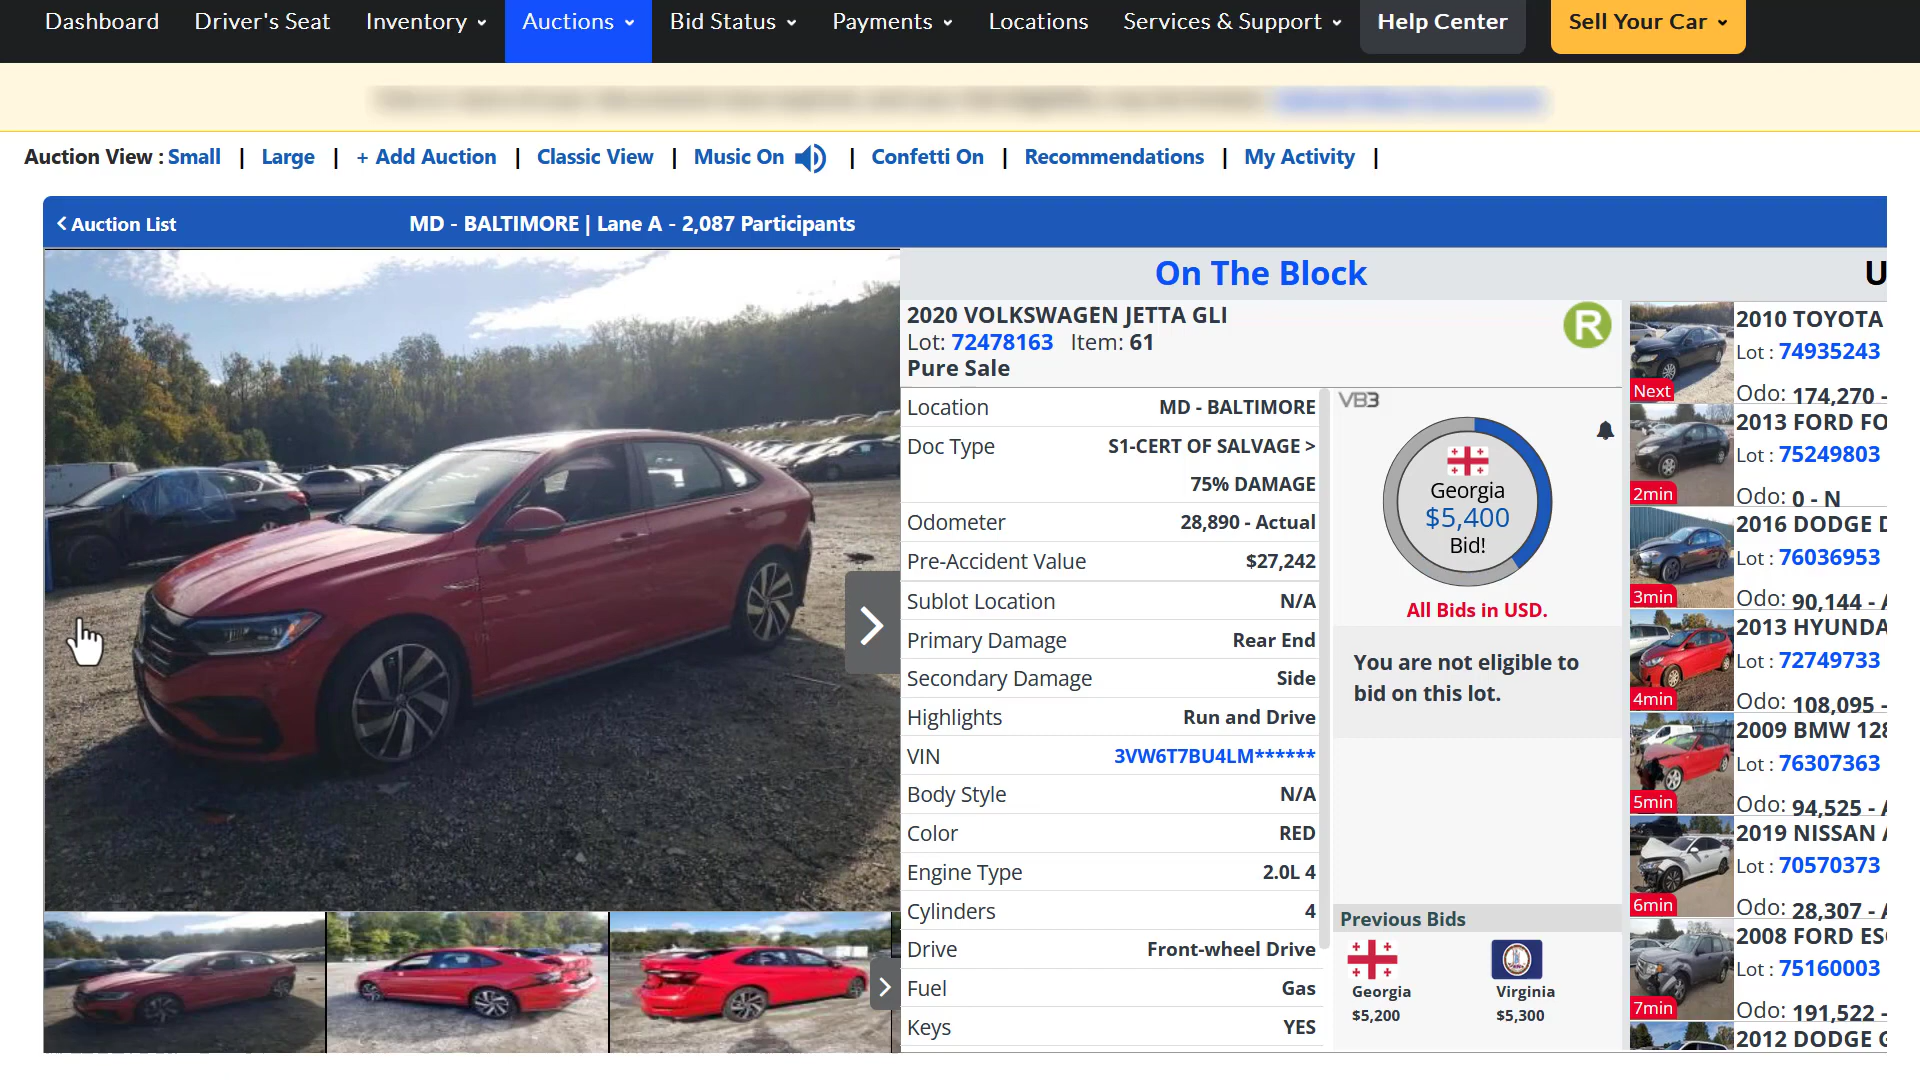 Dashboard Driver's Seat Inventory Auctions Bid Status Payments Locations Services & Support Help Center Sell Your Car
Auction View : Small | Large | + Add Auction | Classic View | Music On | Confetti On | Recommendations | My Activity |
Auction List MD - BALTIMORE | Lane A - 2,087 Participants
On The Block
2020 VOLKSWAGEN JETTA GLI
Lot: 72478163 Item: 61
Pure Sale
R
Location MD - BALTIMORE
Doc Type S1-CERT OF SALVAGE >
75% DAMAGE
Odometer 28,890 - Actual
Pre-Accident Value $27,242
Sublot Location N/A
Primary Damage Rear End
Secondary Damage Side
Highlights Run and Drive
VIN 3VW6T7BU4LM******
Body Style N/A
Color RED
Engine Type 2.0L 4
Cylinders 4
Drive Front-wheel Drive
Fuel Gas
Keys YES
VB3
Georgia
$5,400
Bid!
All Bids in USD.
You are not eligible to
bid on this lot.
Previous Bids
Georgia Virginia
$5,200 $5,300
U
Next
2010 TOYOTA
Lot : 74935243
Odo: 174,270 -
2min
2013 FORD FO
Lot : 75249803
Odo: 0 - N
3min
2016 DODGE D
Lot : 76036953
Odo: 90,144 - A
4min
2013 HYUNDA
Lot : 72749733
Odo: 108,095 -
5min
2009 BMW 128
Lot : 76307363
Odo: 94,525 - A
6min
2019 NISSAN A
Lot : 70570373
Odo: 28,307 - A
7min
2008 FORD ES
Lot : 75160003
Odo: 191,522 -
2012 DODGE G